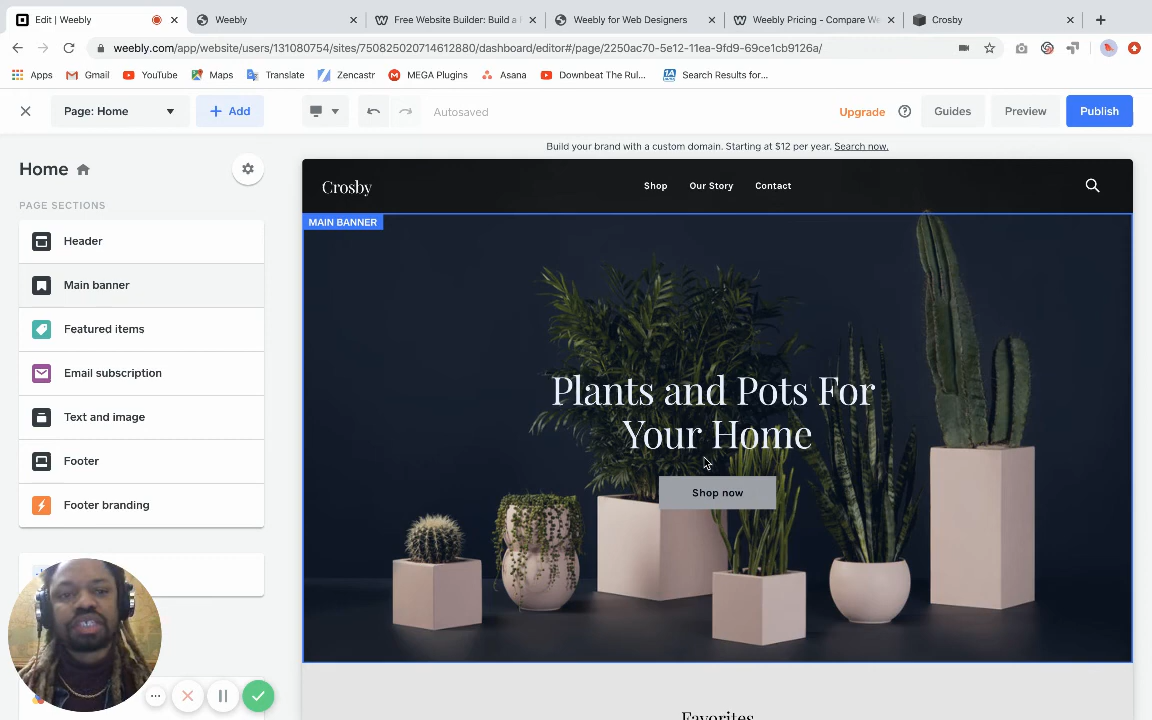 Edit | Weebly
Weebly
Free Website Builder: Build a
Weebly for Web Designers
Weebly Pricing - Compare We
Crosby
weebly.com/app/website/users/131080754/sites/750825020714612880/dashboard/editor#/page/2250ac70-5e12-11ea-9fd9-69ce1cb9126a/
Apps
Gmail
YouTube
Maps
Translate
Zencastr
MEGA Plugins
Asana
Downbeat The Rul...
Search Results for...
Page: Home
Add
Autosaved
Upgrade
Guides
Preview
Publish
Build your brand with a custom domain. Starting at $12 per year. Search now.
Home
PAGE SECTIONS
Header
Main banner
Featured items
Email subscription
Text and image
Footer
Footer branding
Crosby
Shop
Our Story
Contact
MAIN BANNER
Plants and Pots For
Your Home
Shop now
Favorites